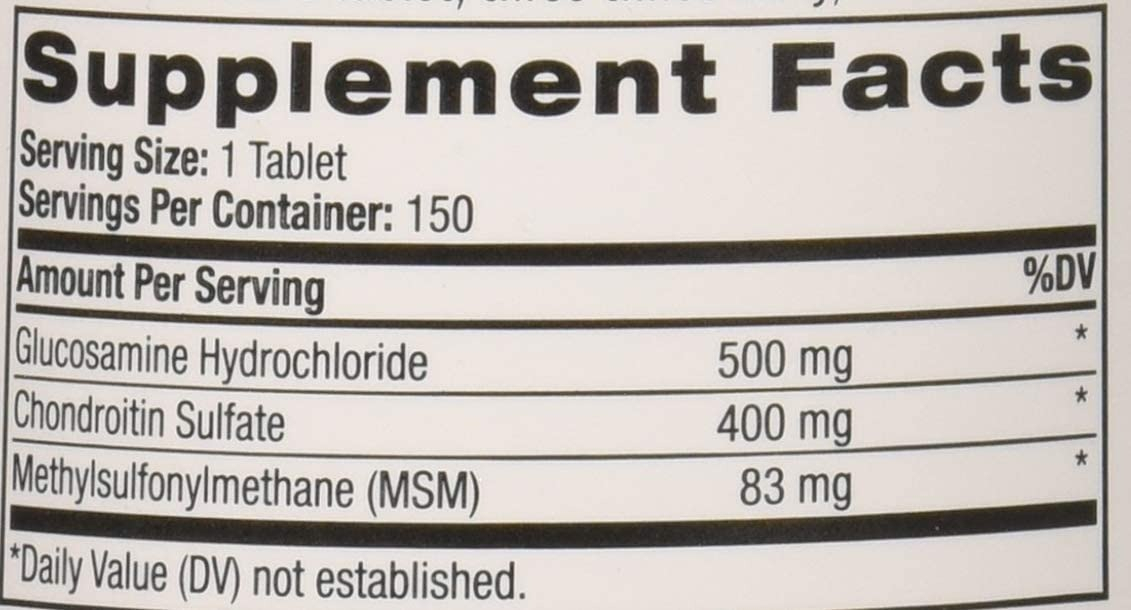 Supplement Facts
Serving Size: 1 Tablet
Servings Per Container: 150
Amount Per Serving %DV
Glucosamine Hydrochloride 500 mg *
Chondroitin Sulfate 400 mg *
Methylsulfonylmethane (MSM) 83 mg *
*Daily Value (DV) not established.